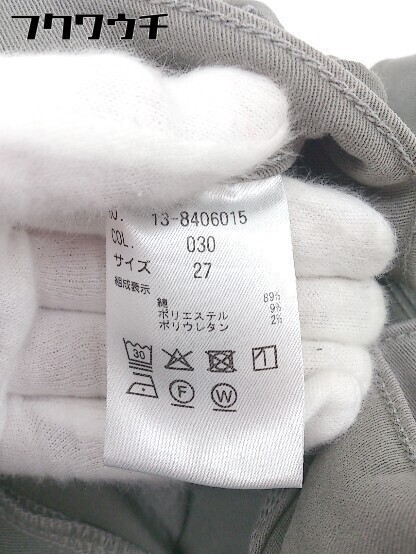 フクワウチ
NO. 13-8406015
COL. 030
サイズ 27
組成表示
綿 89%
ポリエステル 9%
ポリウレタン 2%
30
F W